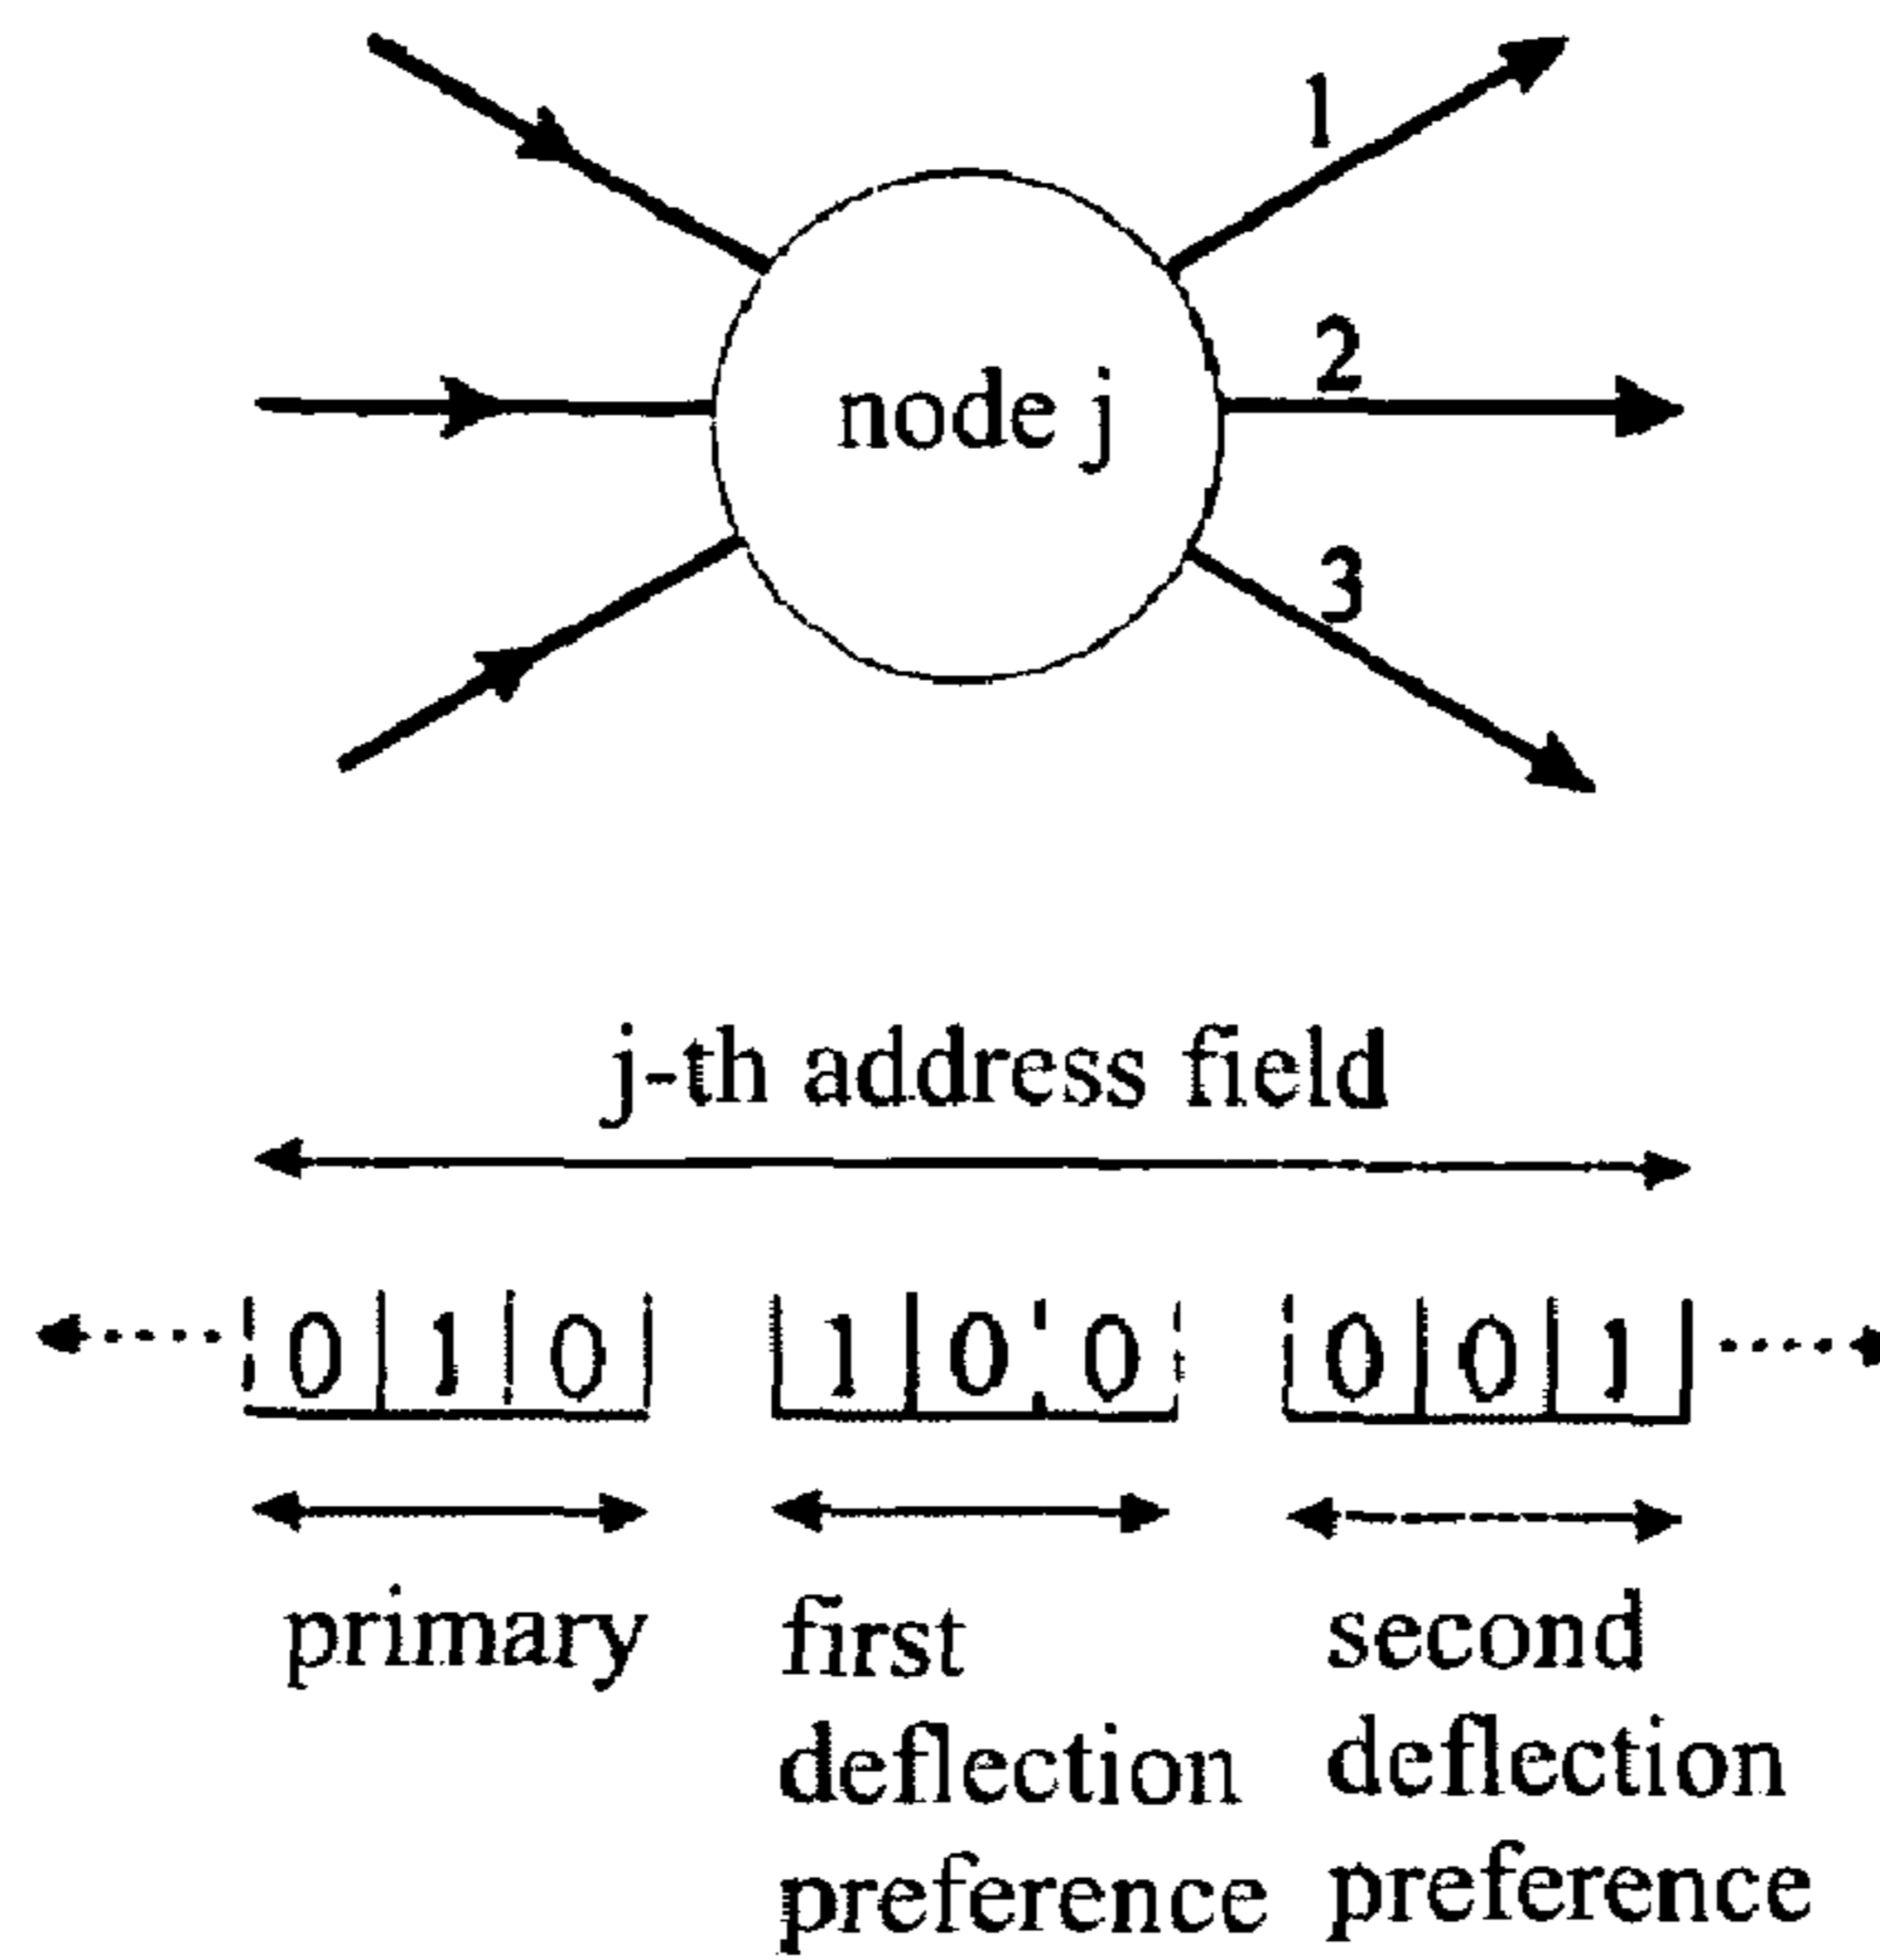 1
2
node j
3
j-th address field
0 1 0 1 0 0 0 0 1
primary first second
deflection deflection
preference preference